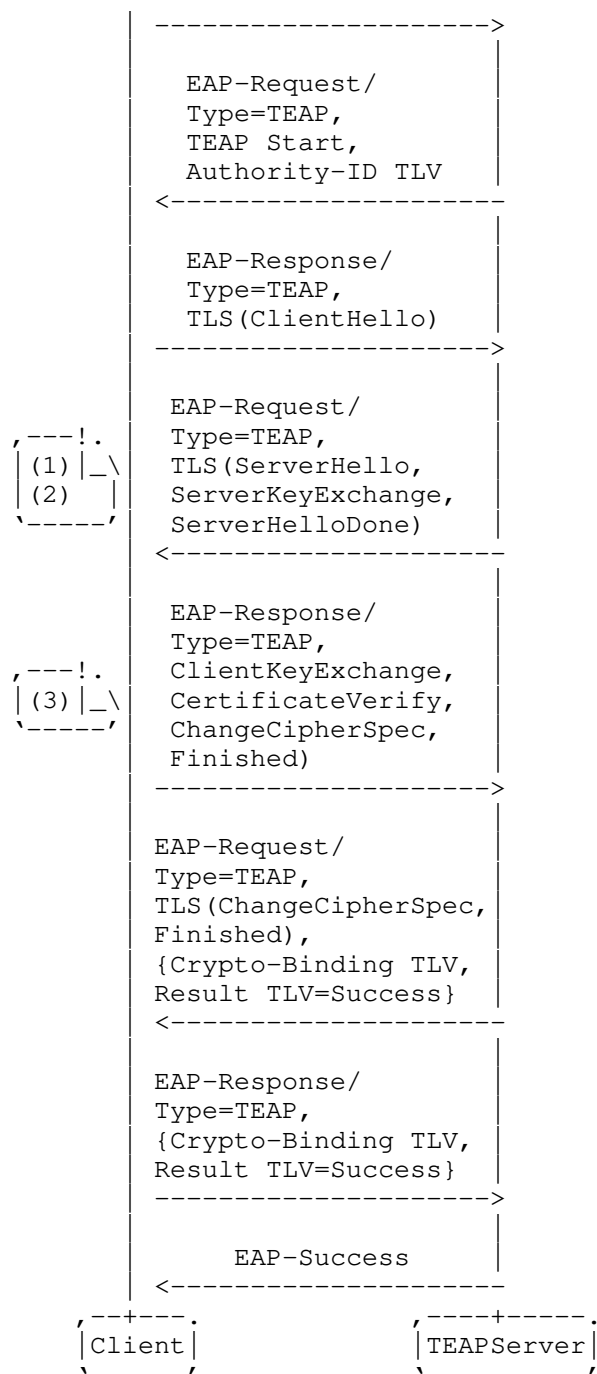 EAP-Request/
Type=TEAP,
TEAP Start,
Authority-ID TLV
EAP-Response/
Type=TEAP,
TLS(ClientHello)
EAP-Request/
Type=TEAP,
(1) TLS(ServerHello,
(2) ServerKeyExchange,
ServerHelloDone)
EAP-Response/
Type=TEAP,
ClientKeyExchange,
(3) CertificateVerify,
ChangeCipherSpec,
Finished)
EAP-Request/
Type=TEAP,
TLS(ChangeCipherSpec,
Finished),
{Crypto-Binding TLV,
Result TLV=Success}
EAP-Response/
Type=TEAP,
{Crypto-Binding TLV,
Result TLV=Success}
EAP-Success
Client TEAPServer